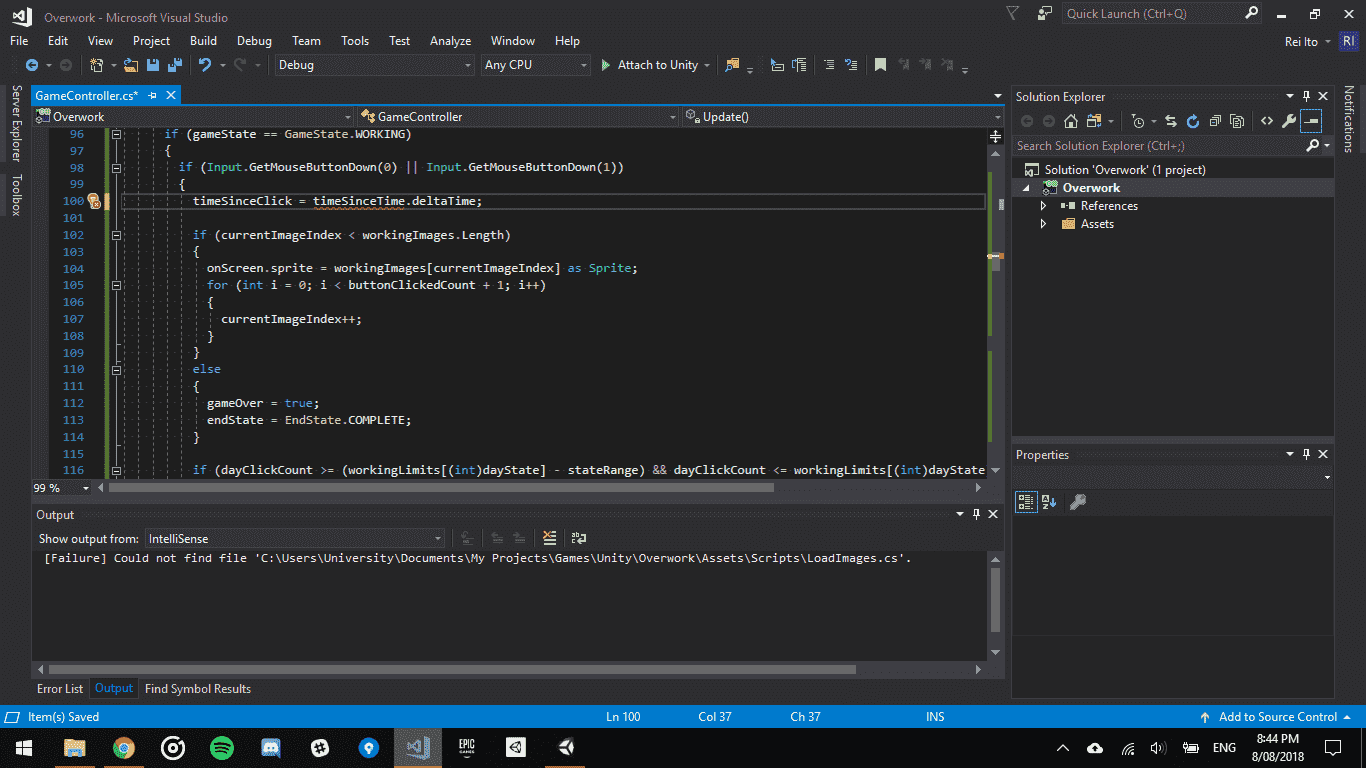 Overwork - Microsoft Visual Studio
Quick Launch (Ctrl+Q)
File Edit View Project Build Debug Team Tools Test Analyze Window Help
Rei Ito RI
Debug Any CPU Attach to Unity
Server Explorer
Toolbox
GameController.cs*
Overwork GameController Update()
96 if (gameState == GameState.WORKING)
97 {
98 if (Input.GetMouseButtonDown(0) || Input.GetMouseButtonDown(1))
99 {
100 timeSinceClick = timeSinceTime.deltaTime;
101
102 if (currentImageIndex < workingImages.Length)
103 {
104 onScreen.sprite = workingImages[currentImageIndex] as Sprite;
105 for (int i = 0; i < buttonClickedCount + 1; i++)
106 {
107 currentImageIndex++;
108 }
109 }
110 else
111 {
112 gameOver = true;
113 endState = EndState.COMPLETE;
114 }
115
116 if (dayClickCount >= (workingLimits[(int)dayState] - stateRange) && dayClickCount <= workingLimits[(int)dayState
99 %
Output
Show output from: IntelliSense
[Failure] Could not find file 'C:\Users\University\Documents\My Projects\Games\Unity\Overwork\Assets\Scripts\LoadImages.cs'.
Error List Output Find Symbol Results
Solution Explorer
Search Solution Explorer (Ctrl+;)
Solution 'Overwork' (1 project)
Overwork
References
Assets
Properties
Notifications
Item(s) Saved Ln 100 Col 37 Ch 37 INS Add to Source Control
EPIC GAMES
ENG
8:44 PM
8/08/2018